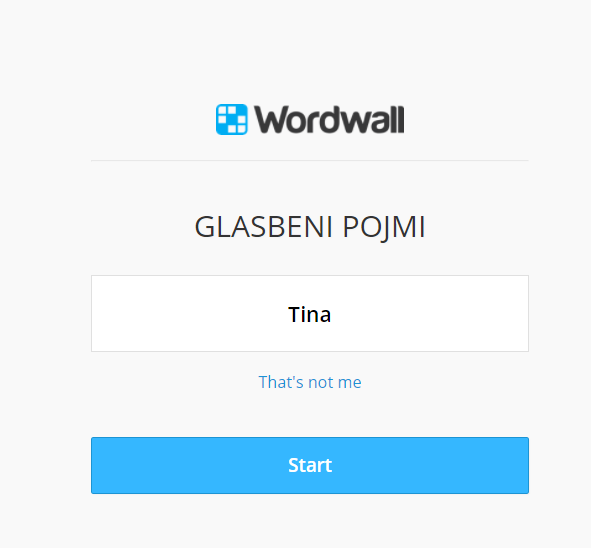 Wordwall
GLASBENI POJMI
Tina
That's not me
Start